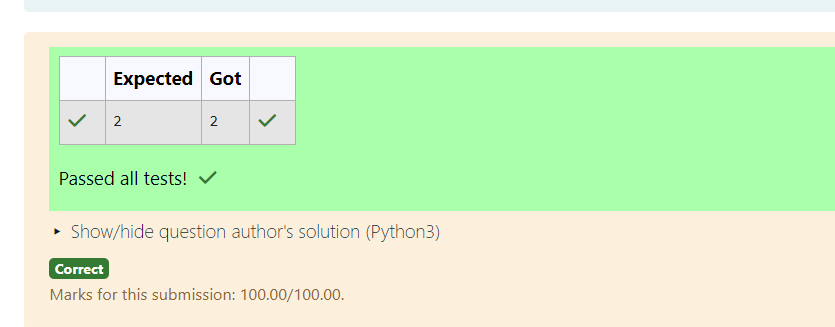 Expected Got
2 2
Passed all tests!
Show/hide question author's solution (Python3)
Correct
Marks for this submission: 100.00/100.00.